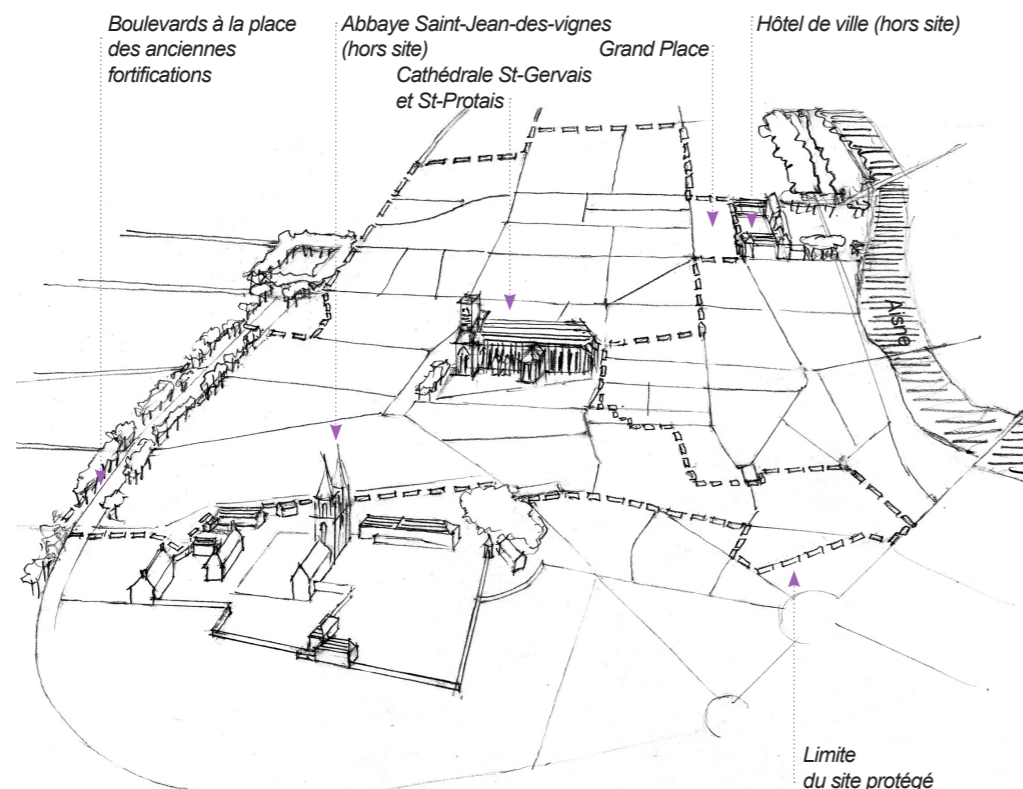 Boulevards à la place
des anciennes
fortifications
Abbaye Saint-Jean-des-vignes
(hors site)
Cathédrale St-Gervais
et St-Protais
Grand Place
Hôtel de ville (hors site)
Aisne
Limite
du site protégé